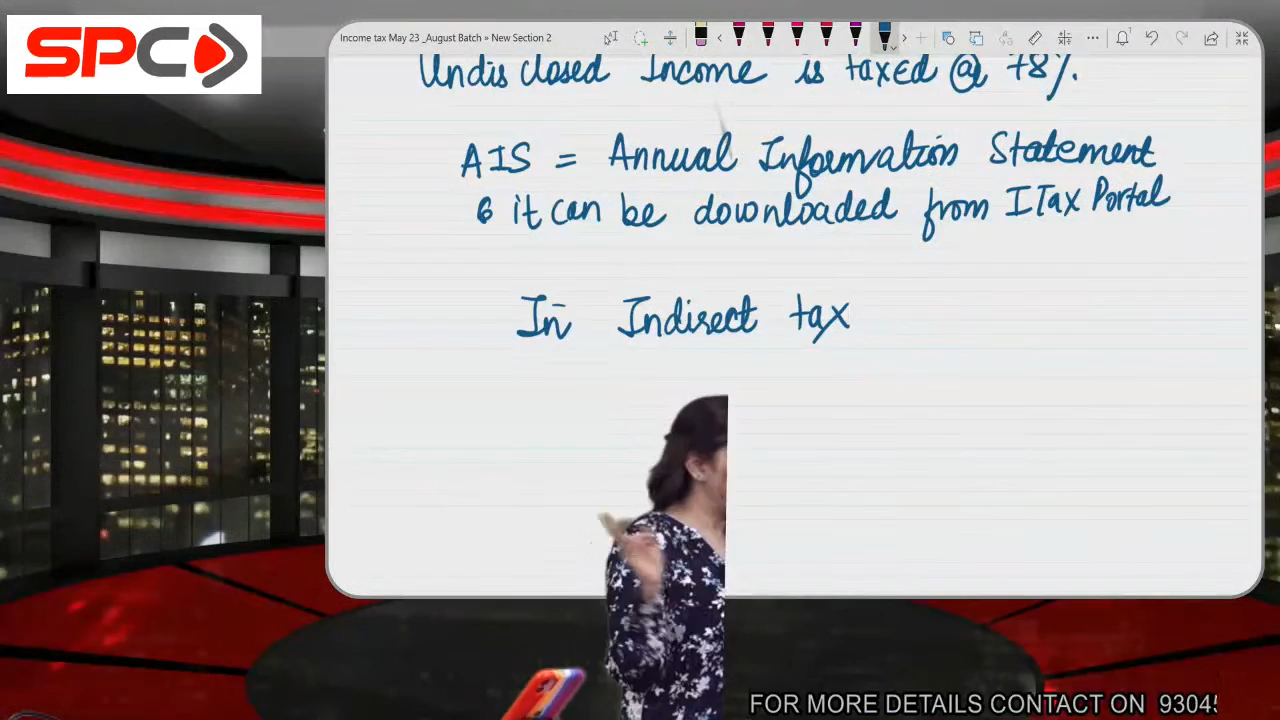 SPC
Income tax May 23 _August Batch » New Section 2
Undisclosed Income is taxed @ 78%.
AIS = Annual Information Statement
& it can be downloaded from ITax Portal
In Indirect tax
FOR MORE DETAILS CONTACT ON 9304